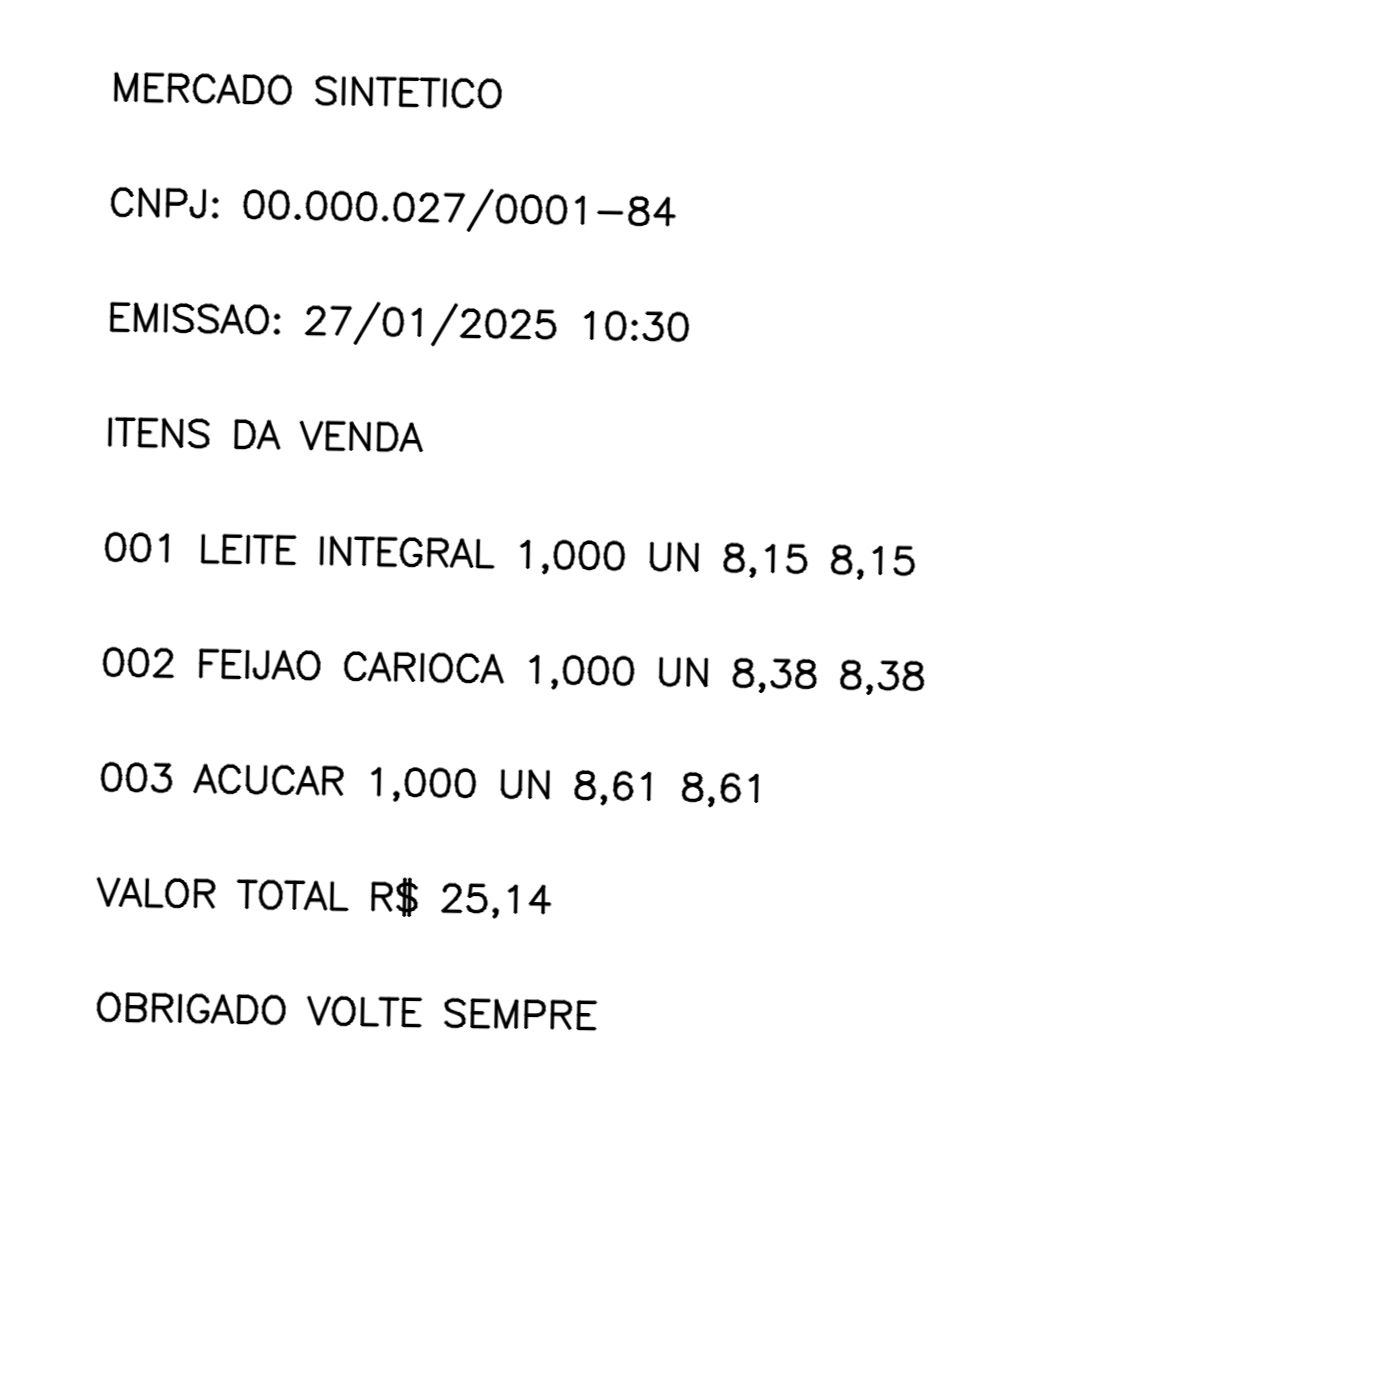 MERCADO SINTETICO
CNPJ: 00.000.027/0001-84
EMISSAO: 27/01/2025 10:30
ITENS DA VENDA
001 LEITE INTEGRAL 1,000 UN 8,15 8,15
002 FEIJAO CARIOCA 1,000 UN 8,38 8,38
003 ACUCAR 1,000 UN 8,61 8,61
VALOR TOTAL R$ 25,14
OBRIGADO VOLTE SEMPRE